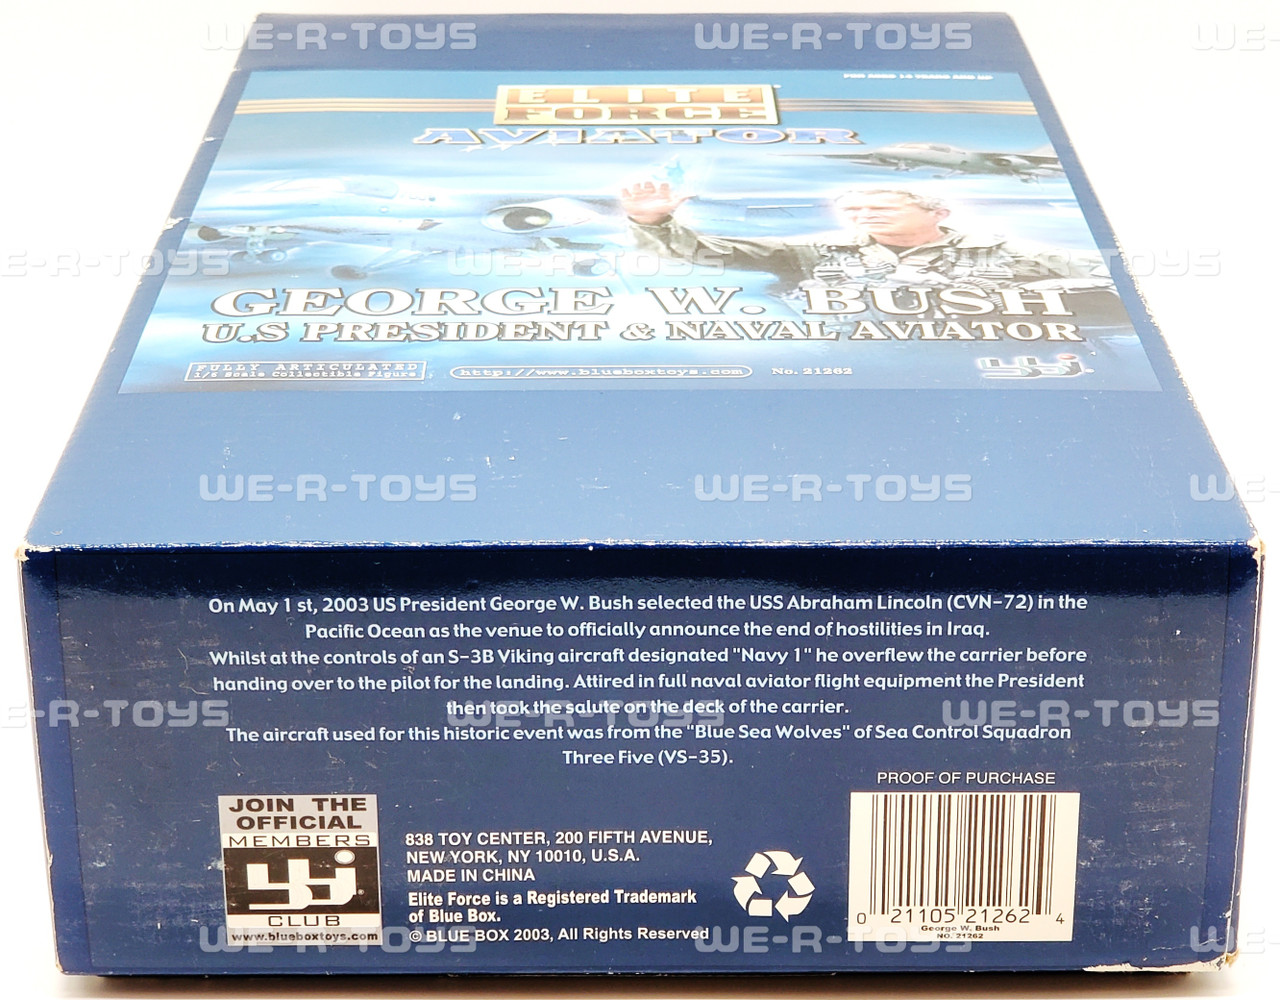 WE-R-TOYS WE-R-TOYS WE-
FOR AGES 14 YEARS AND UP
ELITE
FORCE
AVIATOR
E-R-TOYS WE-R-TOYS WE-R-TOYS
GEORGE W. BUSH
U.S PRESIDENT & NAVAL AVIATOR
FULLY ARTICULATED
1/6 Scale Collectible Figure
http://www.blueboxtoys.com
No. 21262
bbi
WE-R-TOYS WE-R-TOYS WE-
On May 1 st, 2003 US President George W. Bush selected the USS Abraham Lincoln (CVN-72) in the
Pacific Ocean as the venue to officially announce the end of hostilities in Iraq.
Whilst at the controls of an S-3B Viking aircraft designated "Navy 1" he overflew the carrier before
handing over to the pilot for the landing. Attired in full naval aviator flight equipment the President
then took the salute on the deck of the carrier.
E-R-TOYS WE-R-TOYS WE-R-TOYS
The aircraft used for this historic event was from the "Blue Sea Wolves" of Sea Control Squadron
Three Five (VS-35).
JOIN THE
OFFICIAL
MEMBERS
bbi
CLUB
www.blueboxtoys.com
838 TOY CENTER, 200 FIFTH AVENUE,
NEW YORK, NY 10010, U.S.A.
MADE IN CHINA
Elite Force is a Registered Trademark
of Blue Box.
© BLUE BOX 2003, All Rights Reserved
PROOF OF PURCHASE
0 21105 21262 4
George W. Bush
NO. 21262
WE-R-TOYS WE-R-TOYS WE-